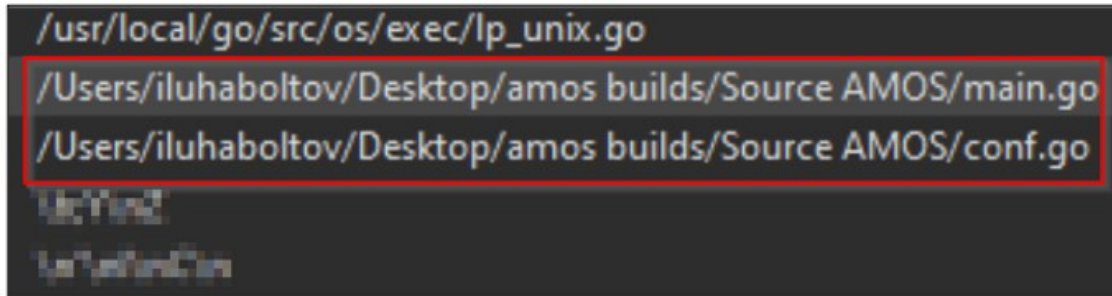 /usr/local/go/src/os/exec/lp_unix.go
/Users/iluhaboltov/Desktop/amos builds/Source AMOS/main.go
/Users/iluhaboltov/Desktop/amos builds/Source AMOS/conf.go